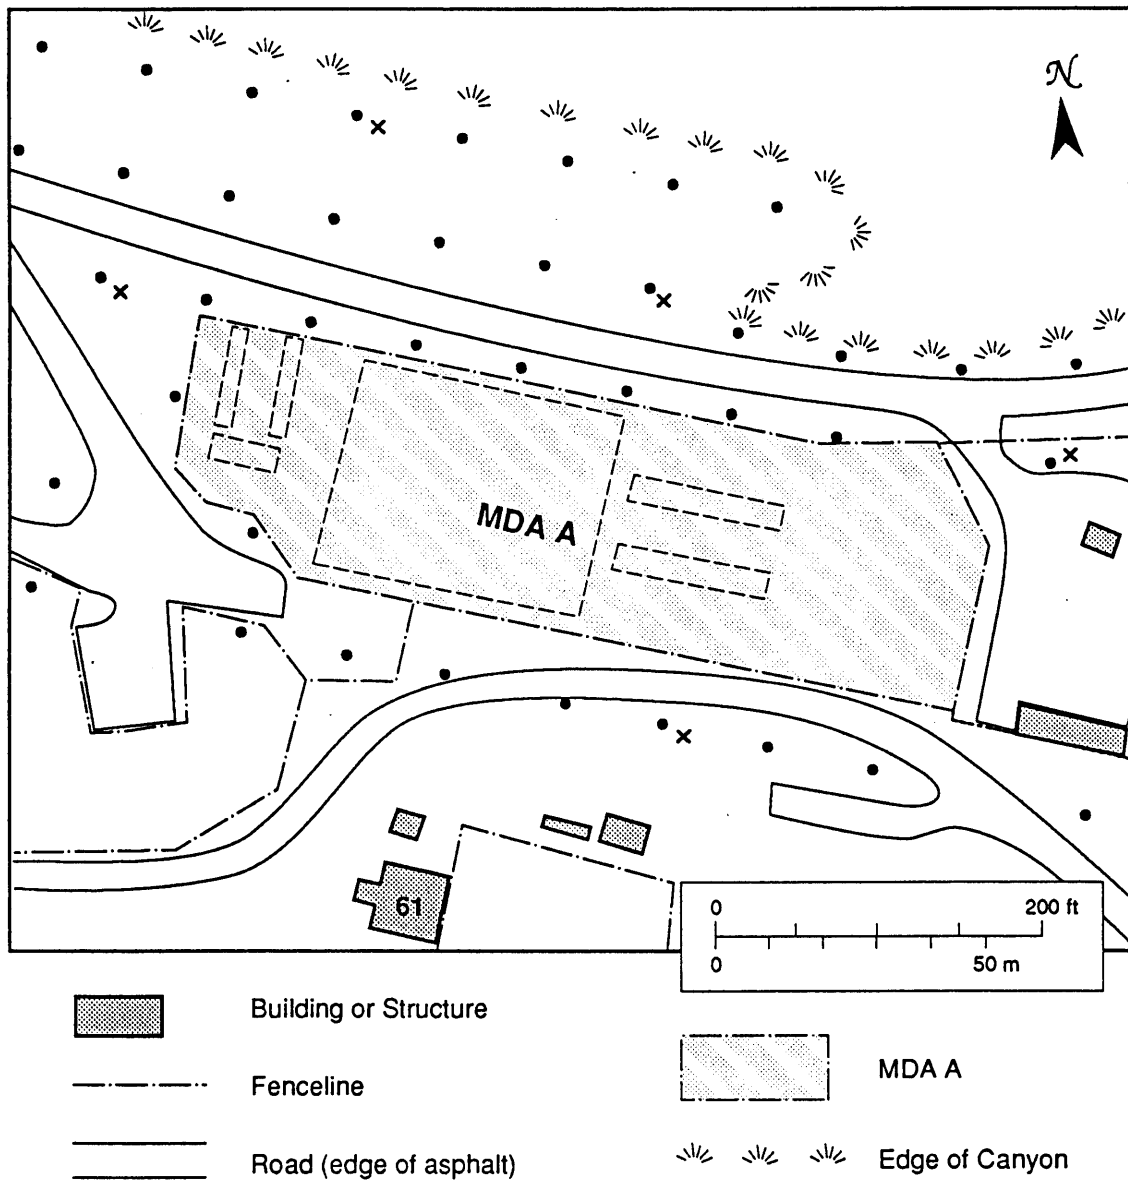 N
MDA A
61
0 200 ft
0 50 m
Building or Structure
MDA A
Fenceline
Road (edge of asphalt)
Edge of Canyon